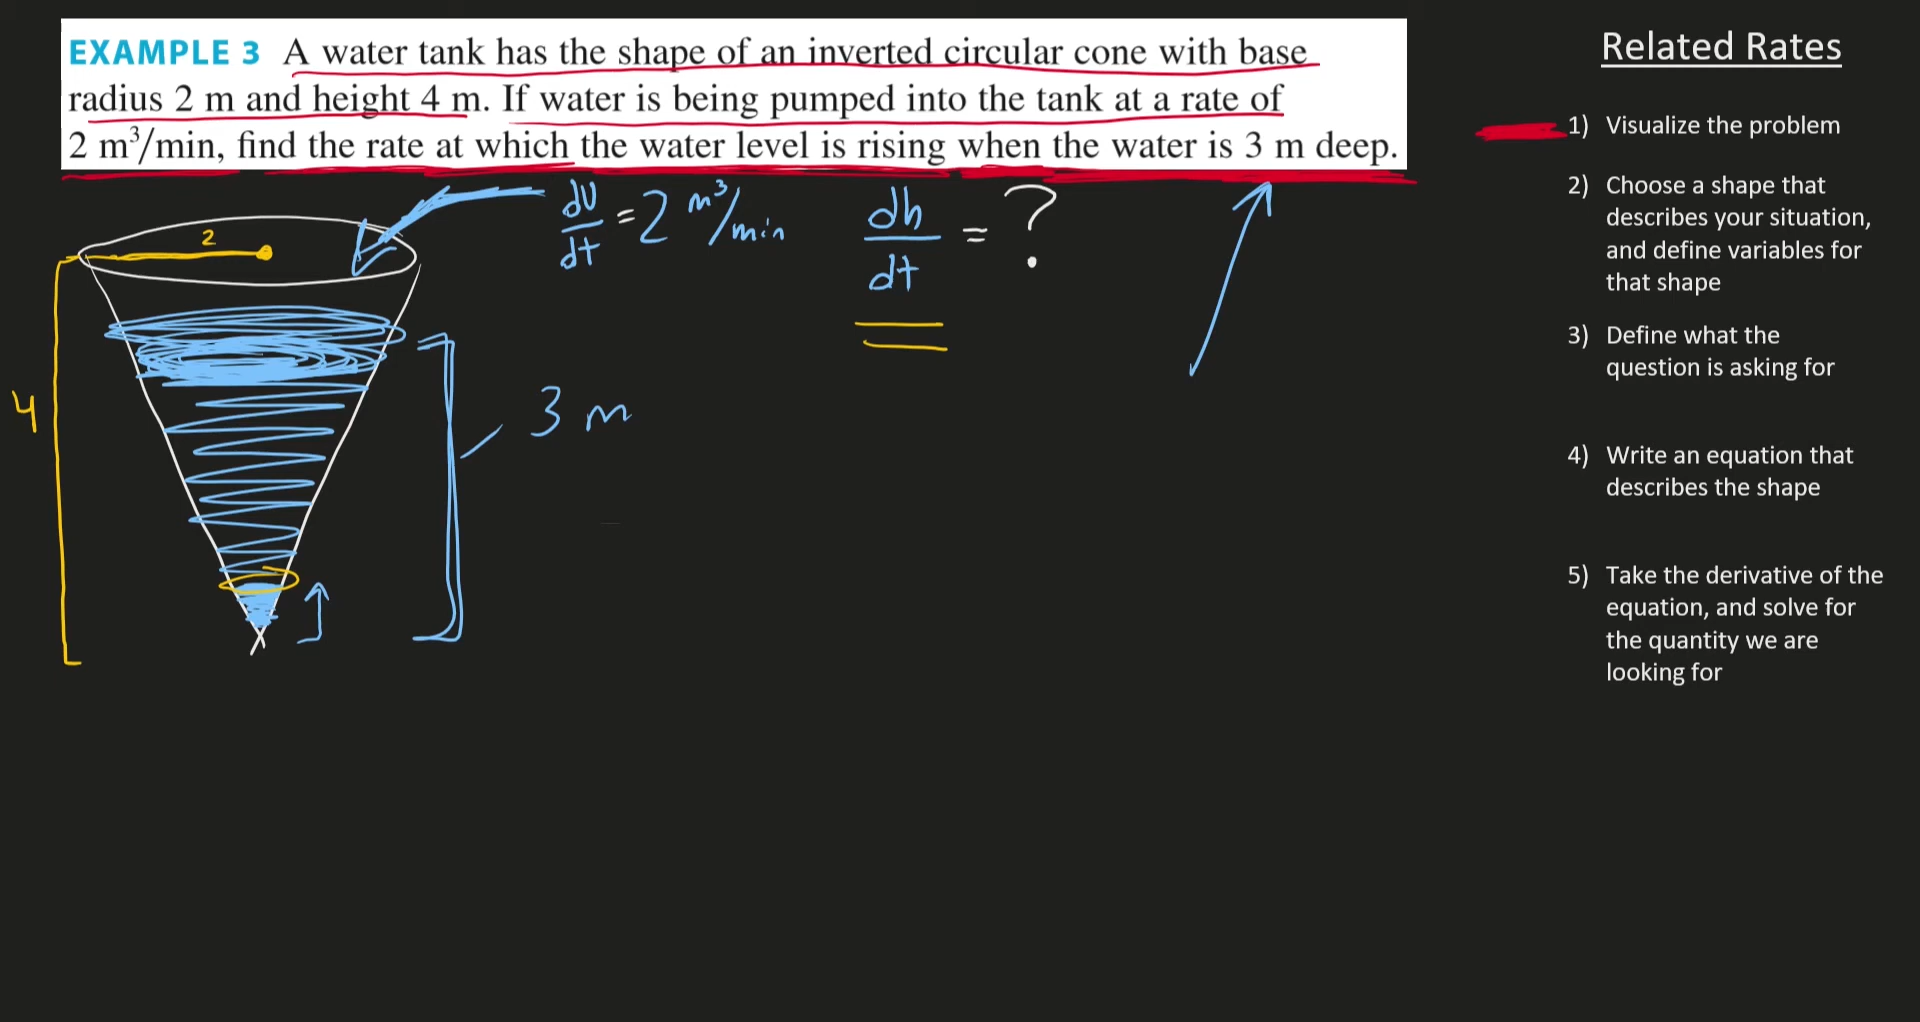 EXAMPLE 3 A water tank has the shape of an inverted circular cone with base
radius 2 m and height 4 m. If water is being pumped into the tank at a rate of
2 m³/min, find the rate at which the water level is rising when the water is 3 m deep.
dV/dt = 2 m³/min
dh/dt = ?
2
4
3 m
Related Rates
1) Visualize the problem
2) Choose a shape that
describes your situation,
and define variables for
that shape
3) Define what the
question is asking for
4) Write an equation that
describes the shape
5) Take the derivative of the
equation, and solve for
the quantity we are
looking for